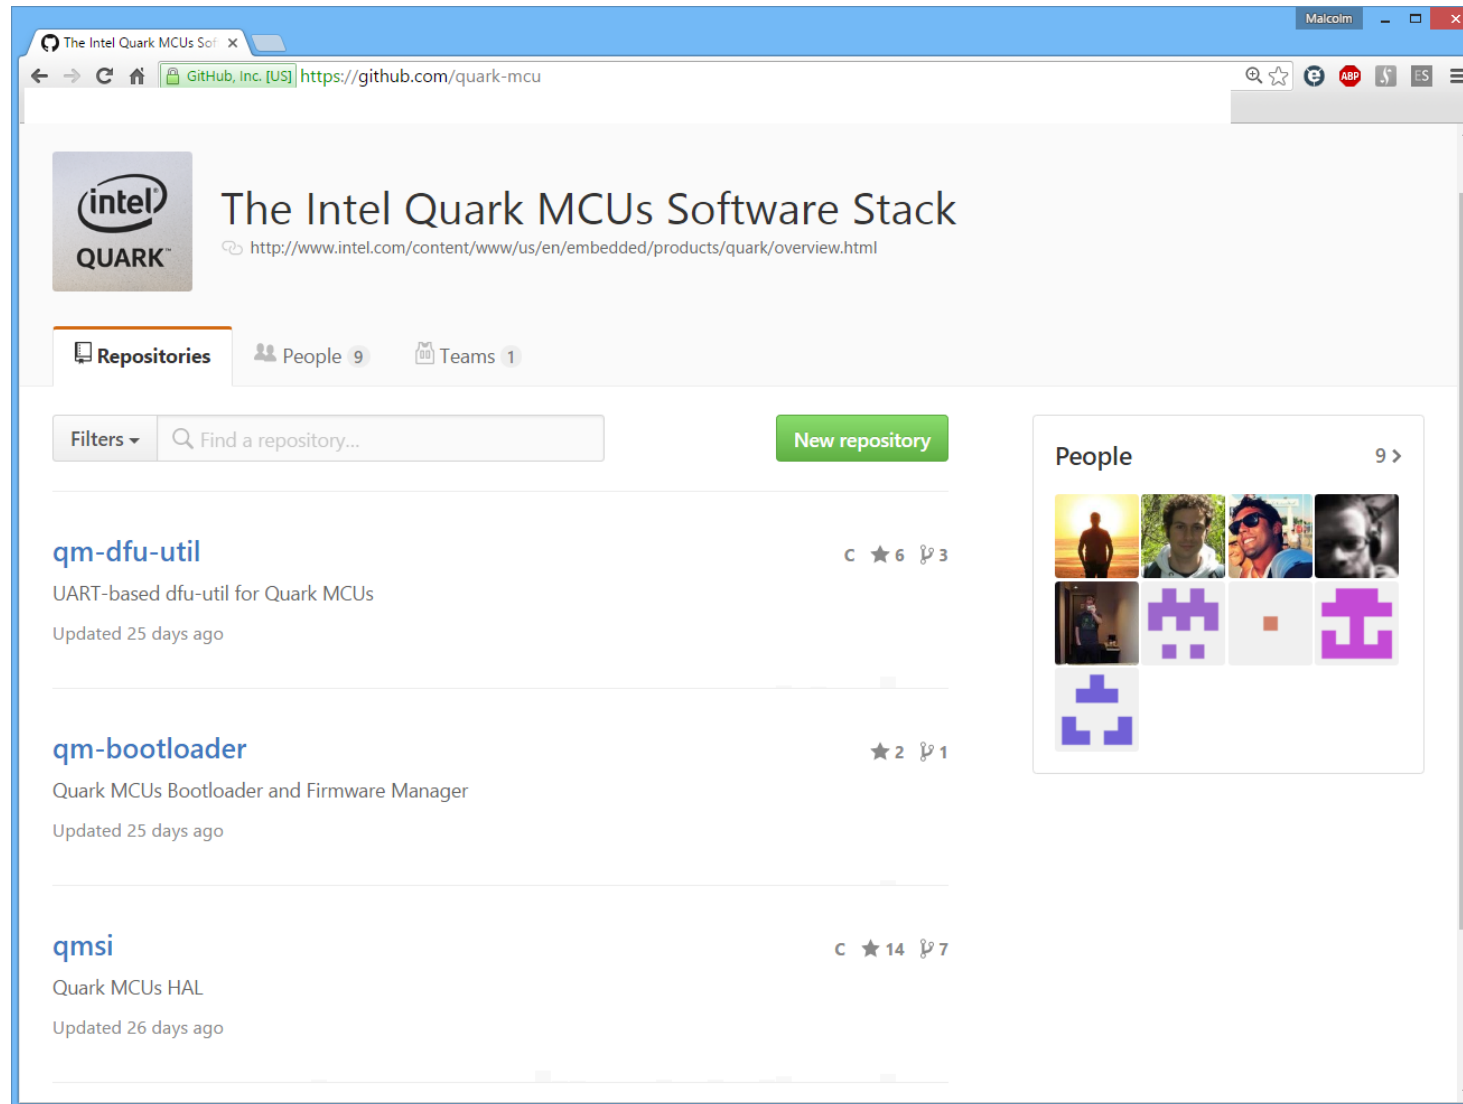 Malcolm
The Intel Quark MCUs Sof
GitHub, Inc. [US] https://github.com/quark-mcu
ABP
ES
intel
QUARK™
The Intel Quark MCUs Software Stack
http://www.intel.com/content/www/us/en/embedded/products/quark/overview.html
Repositories
People 9
Teams 1
Filters
Find a repository...
New repository
qm-dfu-util
C 6 3
UART-based dfu-util for Quark MCUs
Updated 25 days ago
qm-bootloader
2 1
Quark MCUs Bootloader and Firmware Manager
Updated 25 days ago
qmsi
C 14 7
Quark MCUs HAL
Updated 26 days ago
People
9